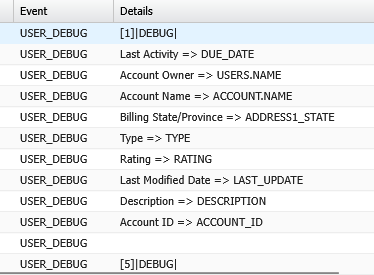 Event Details
USER_DEBUG [1]|DEBUG|
USER_DEBUG Last Activity => DUE_DATE
USER_DEBUG Account Owner => USERS.NAME
USER_DEBUG Account Name => ACCOUNT.NAME
USER_DEBUG Billing State/Province => ADDRESS1_STATE
USER_DEBUG Type => TYPE
USER_DEBUG Rating => RATING
USER_DEBUG Last Modified Date => LAST_UPDATE
USER_DEBUG Description => DESCRIPTION
USER_DEBUG Account ID => ACCOUNT_ID
USER_DEBUG
USER_DEBUG [5]|DEBUG|